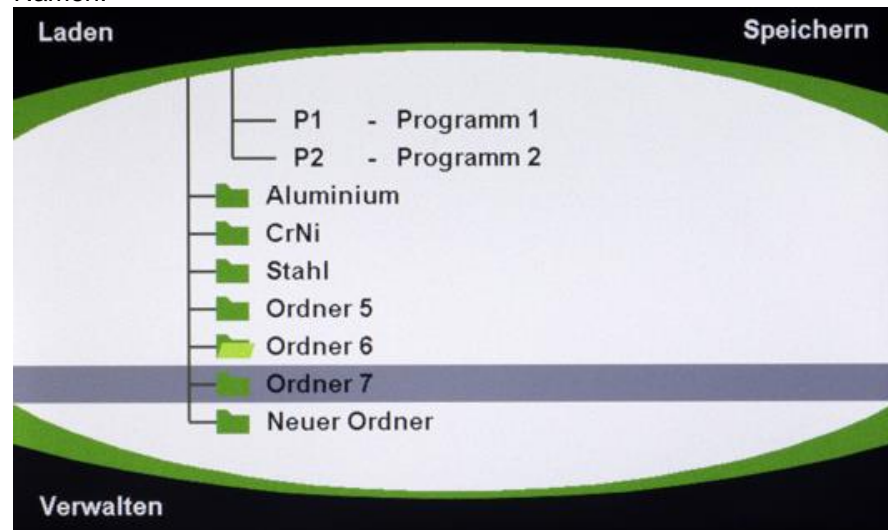 Laden
Speichern
P1 - Programm 1
P2 - Programm 2
Aluminium
CrNi
Stahl
Ordner 5
Ordner 6
Ordner 7
Neuer Ordner
Verwalten